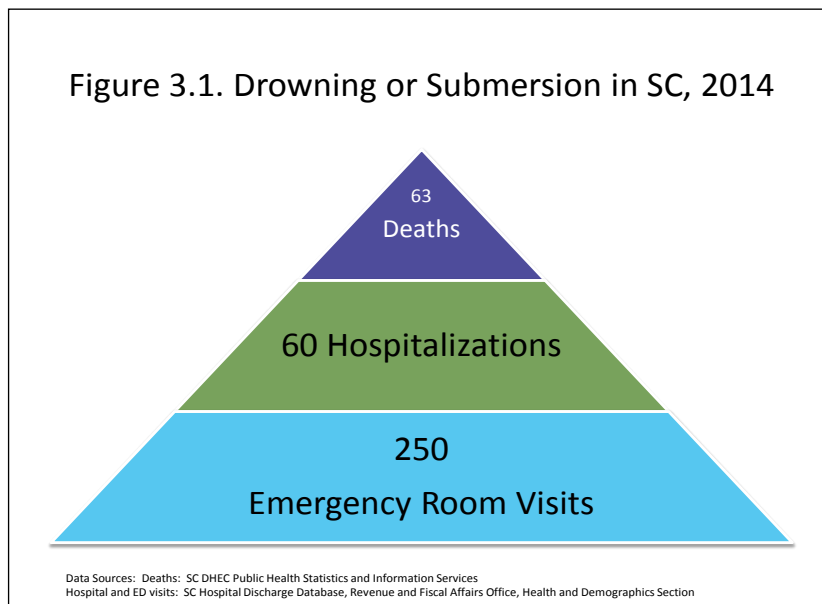 Figure 3.1. Drowning or Submersion in SC, 2014
63
Deaths
60 Hospitalizations
250
Emergency Room Visits
Data Sources:  Deaths:  SC DHEC Public Health Statistics and Information Services
Hospital and ED visits:  SC Hospital Discharge Database, Revenue and Fiscal Affairs Office, Health and Demographics Section